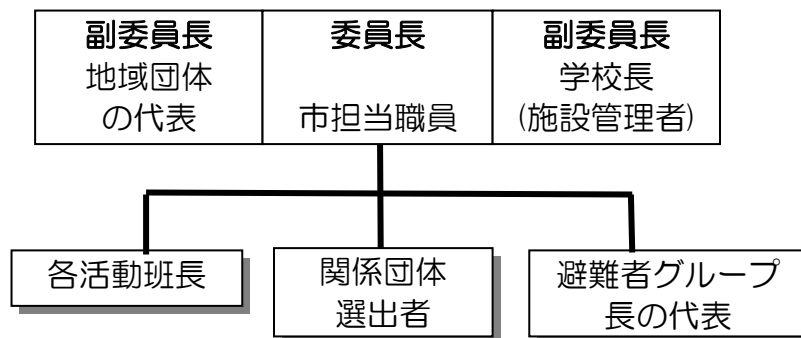 副委員長
地域団体
の代表
委員長
市担当職員
副委員長
学校長
(施設管理者)
各活動班長
関係団体
選出者
避難者グループ
長の代表